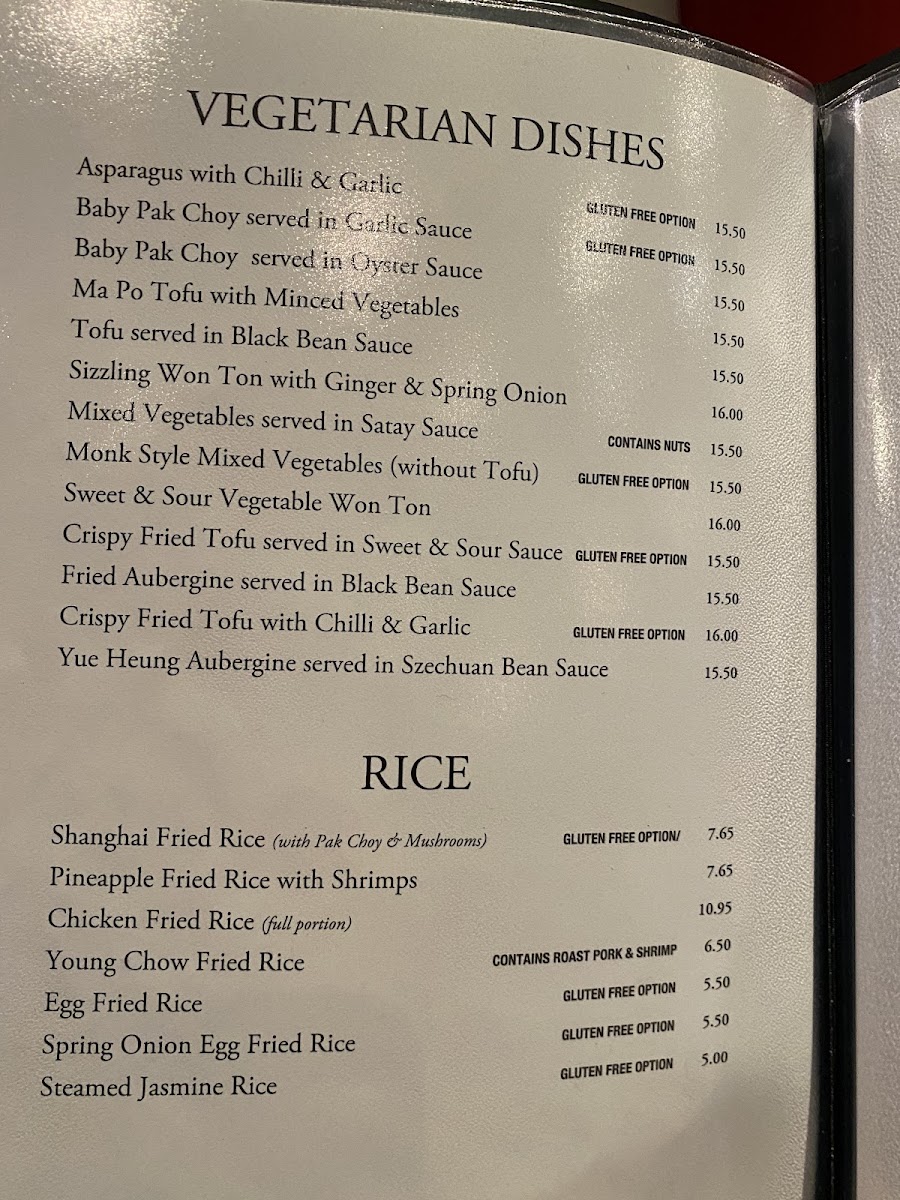 VEGETARIAN DISHES
Asparagus with Chilli & Garlic GLUTEN FREE OPTION 15.50
Baby Pak Choy served in Garlic Sauce GLUTEN FREE OPTION 15.50
Baby Pak Choy served in Oyster Sauce 15.50
Ma Po Tofu with Minced Vegetables 15.50
Tofu served in Black Bean Sauce 15.50
Sizzling Won Ton with Ginger & Spring Onion 16.00
Mixed Vegetables served in Satay Sauce CONTAINS NUTS 15.50
Monk Style Mixed Vegetables (without Tofu) GLUTEN FREE OPTION 15.50
Sweet & Sour Vegetable Won Ton 16.00
Crispy Fried Tofu served in Sweet & Sour Sauce GLUTEN FREE OPTION 15.50
Fried Aubergine served in Black Bean Sauce 15.50
Crispy Fried Tofu with Chilli & Garlic GLUTEN FREE OPTION 16.00
Yue Heung Aubergine served in Szechuan Bean Sauce 15.50
RICE
Shanghai Fried Rice (with Pak Choy & Mushrooms) GLUTEN FREE OPTION/ 7.65
Pineapple Fried Rice with Shrimps 7.65
Chicken Fried Rice (full portion) 10.95
Young Chow Fried Rice CONTAINS ROAST PORK & SHRIMP 6.50
Egg Fried Rice GLUTEN FREE OPTION 5.50
Spring Onion Egg Fried Rice GLUTEN FREE OPTION 5.50
Steamed Jasmine Rice GLUTEN FREE OPTION 5.00